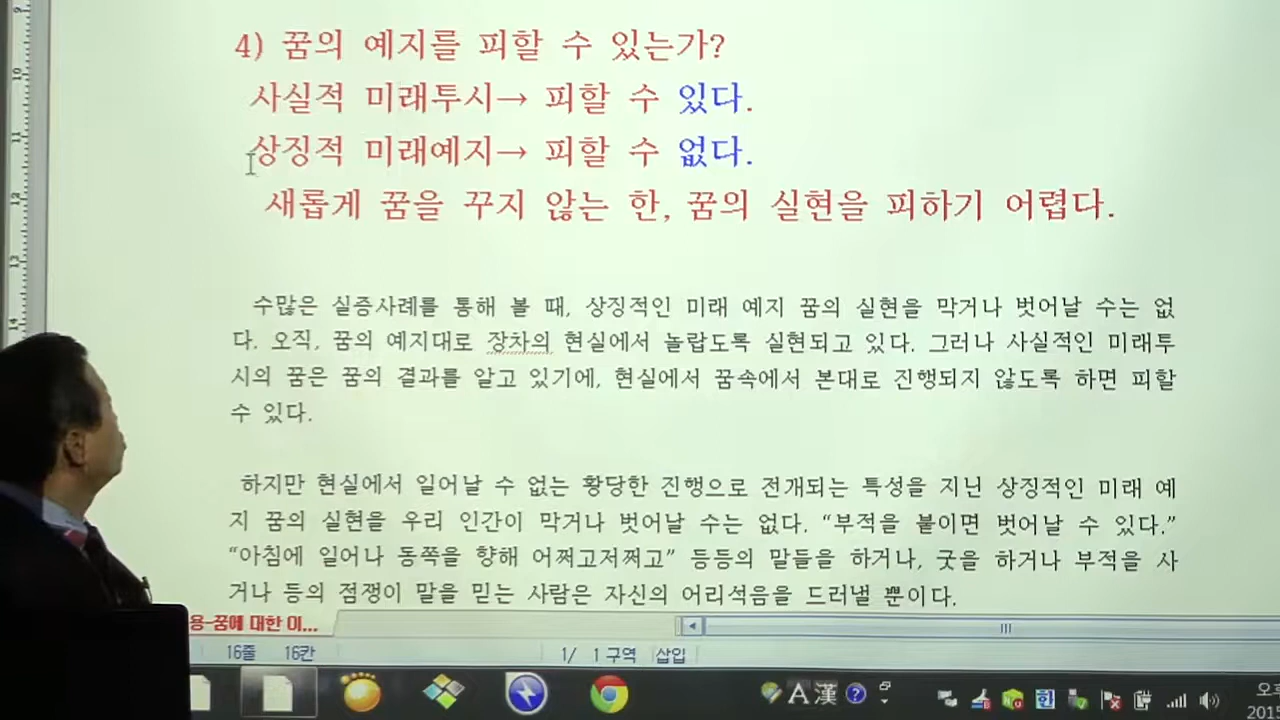 4) 꿈의 예지를 피할 수 있는가?
사실적 미래투시→ 피할 수 있다.
상징적 미래예지→ 피할 수 없다.
새롭게 꿈을 꾸지 않는 한, 꿈의 실현을 피하기 어렵다.
수많은 실증사례를 통해 볼 때, 상징적인 미래 예지 꿈의 실현을 막거나 벗어날 수는 없
다. 오직, 꿈의 예지대로 장차의 현실에서 놀랍도록 실현되고 있다. 그러나 사실적인 미래투
시의 꿈은 꿈의 결과를 알고 있기에, 현실에서 꿈속에서 본대로 진행되지 않도록 하면 피할
수 있다.
하지만 현실에서 일어날 수 없는 황당한 진행으로 전개되는 특성을 지닌 상징적인 미래 예
지 꿈의 실현을 우리 인간이 막거나 벗어날 수는 없다. “부적을 붙이면 벗어날 수 있다.”
“아침에 일어나 동쪽을 향해 어쩌고저쩌고” 등등의 말들을 하거나, 굿을 하거나 부적을 사
거나 등의 점쟁이 말을 믿는 사람은 자신의 어리석음을 드러낼 뿐이다.
용-꿈에 대한 이...
16줄 16칸 1/ 1 구역 삽입
A 漢 ? 한
오후
2015